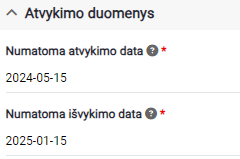 Atvykimo duomenys
Numatoma atvykimo data ? *
2024-05-15
Numatoma išvykimo data ? *
2025-01-15